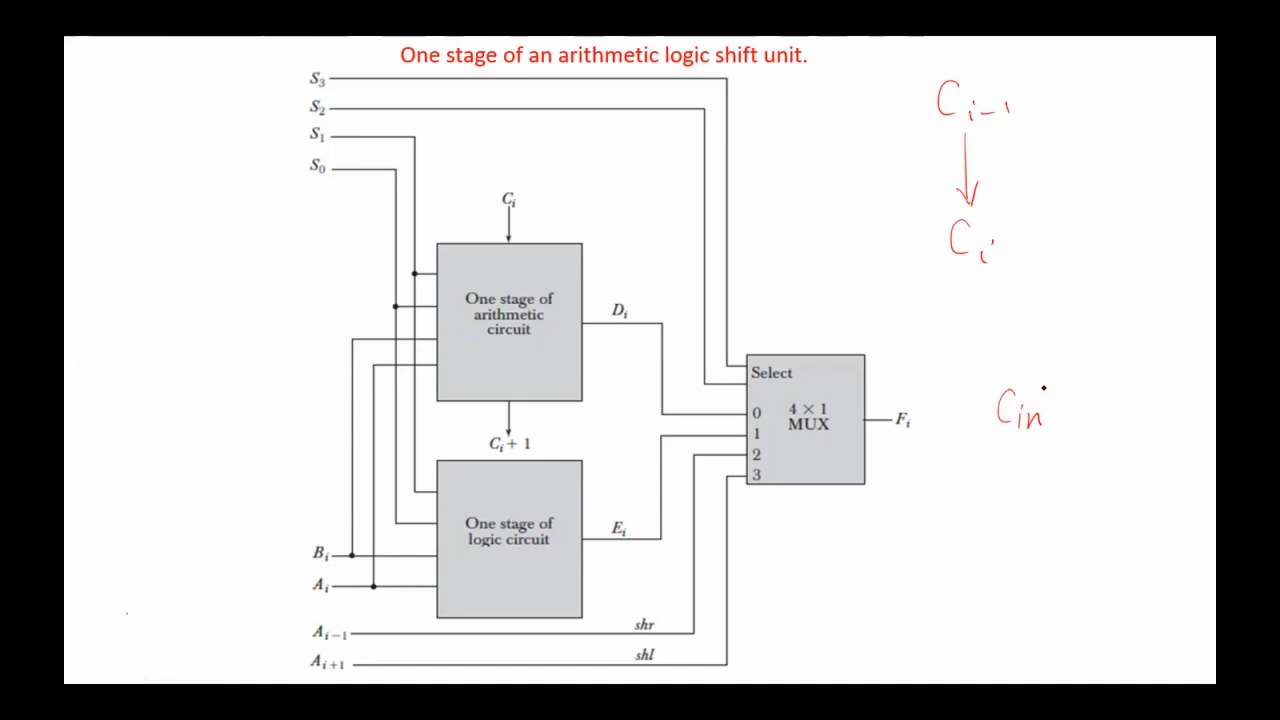 One stage of an arithmetic logic shift unit.
S3
S2
S1
S0
Ci
One stage of
arithmetic
circuit
Di
Ci + 1
One stage of
logic circuit
Ei
Bi
Ai
Ai−1
shr
Ai+1
shl
Select
0
1
2
3
4 × 1
MUX
Fi
Ci-1
Ci
Cin